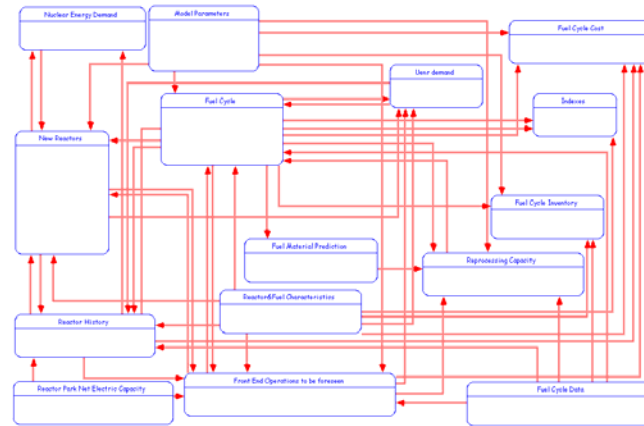 Nuclear Energy Demand
Model Parameters
Fuel Cycle Cost
Uenr demand
Fuel Cycle
Indexes
New Reactors
Fuel Cycle Inventory
Fuel Material Prediction
Reprocessing Capacity
Reactor&Fuel Characteristics
Reactor History
Front End Operations to be foreseen
Reactor Park Net Electric Capacity
Fuel Cycle Data